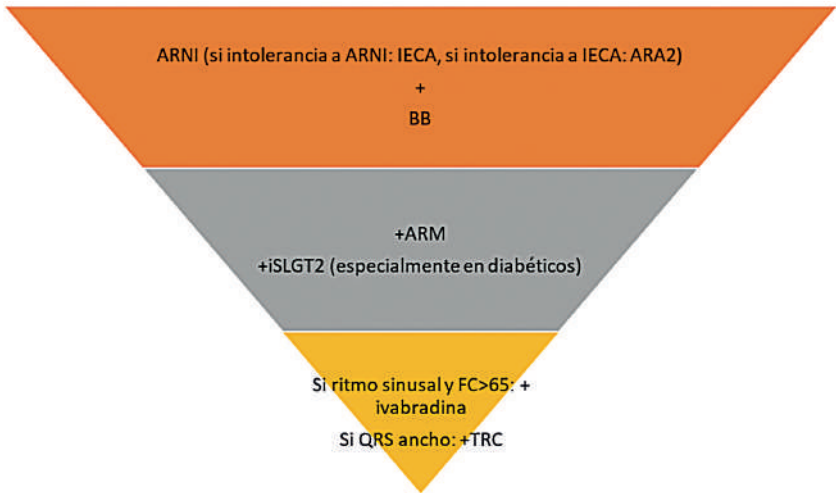 ARNI (si intolerancia a ARNI: IECA, si intolerancia a IECA: ARA2)
+
BB
+ARM
+iSLGT2 (especialmente en diabéticos)
Si ritmo sinusal y FC>65: +
ivabradina
Si QRS ancho: +TRC